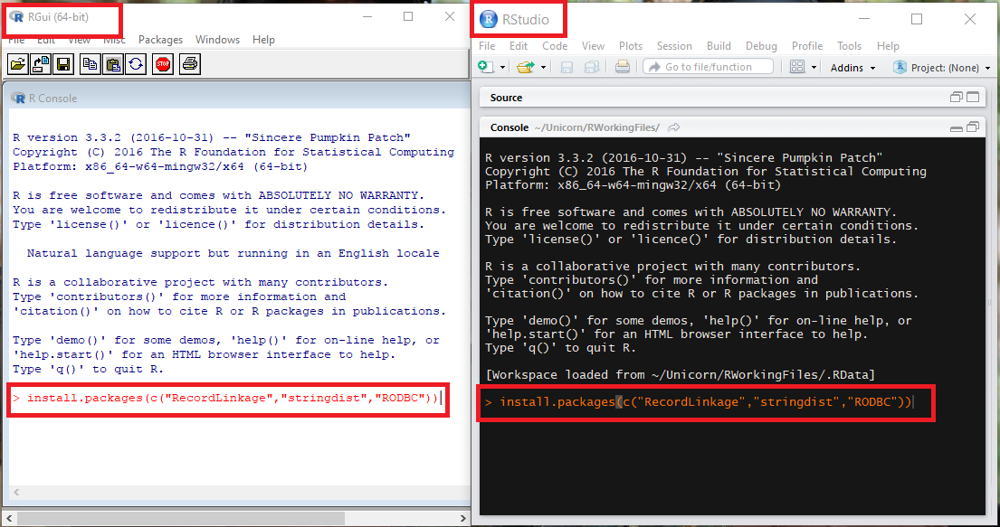 RGui (64-bit)
File Edit View Misc Packages Windows Help
STOP
R Console
R version 3.3.2 (2016-10-31) -- "Sincere Pumpkin Patch"
Copyright (C) 2016 The R Foundation for Statistical Computing
Platform: x86_64-w64-mingw32/x64 (64-bit)
R is free software and comes with ABSOLUTELY NO WARRANTY.
You are welcome to redistribute it under certain conditions.
Type 'license()' or 'licence()' for distribution details.
Natural language support but running in an English locale
R is a collaborative project with many contributors.
Type 'contributors()' for more information and
'citation()' on how to cite R or R packages in publications.
Type 'demo()' for some demos, 'help()' for on-line help, or
'help.start()' for an HTML browser interface to help.
Type 'q()' to quit R.
> install.packages(c("RecordLinkage","stringdist","RODBC"))
RStudio
File Edit Code View Plots Session Build Debug Profile Tools Help
Go to file/function Addins Project: (None)
Source
Console ~/Unicorn/RWorkingFiles/
R version 3.3.2 (2016-10-31) -- "Sincere Pumpkin Patch"
Copyright (C) 2016 The R Foundation for Statistical Computing
Platform: x86_64-w64-mingw32/x64 (64-bit)
R is free software and comes with ABSOLUTELY NO WARRANTY.
You are welcome to redistribute it under certain conditions.
Type 'license()' or 'licence()' for distribution details.
R is a collaborative project with many contributors.
Type 'contributors()' for more information and
'citation()' on how to cite R or R packages in publications.
Type 'demo()' for some demos, 'help()' for on-line help, or
'help.start()' for an HTML browser interface to help.
Type 'q()' to quit R.
[Workspace loaded from ~/Unicorn/RWorkingFiles/.RData]
> install.packages(c("RecordLinkage","stringdist","RODBC"))